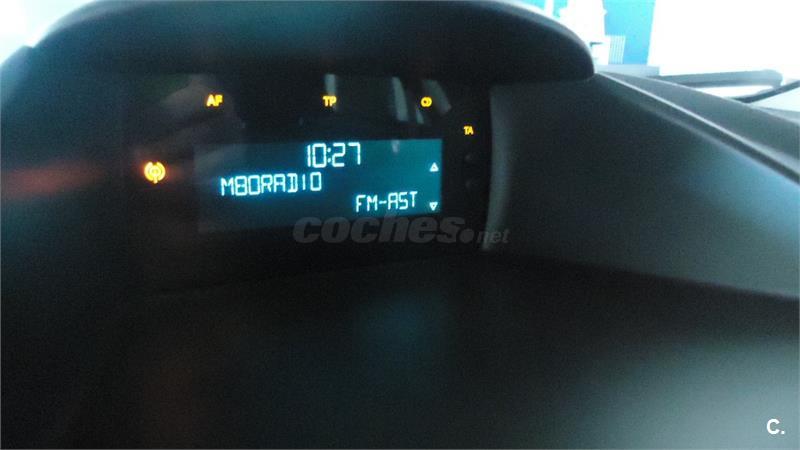 AF TP CD
TA
10:27
M80RADIO
FM-AST
coches.net
C.